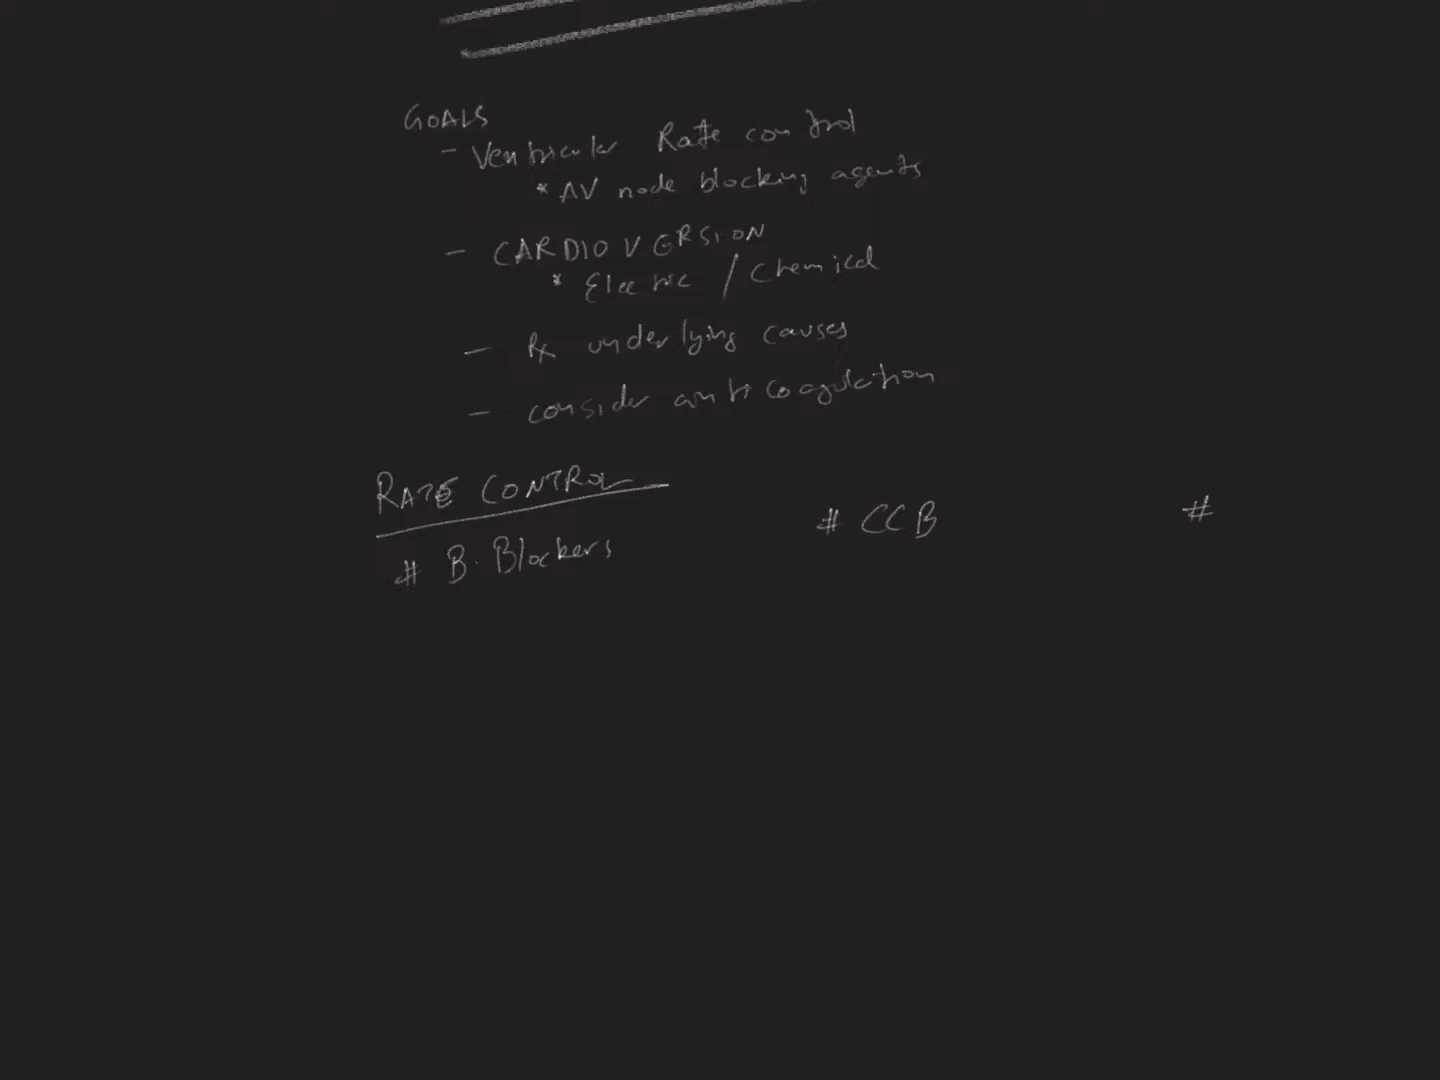 GOALS
- Ventricular Rate control
* AV node blocking agents
- CARDIOVERSION
* Electric / Chemical
- Rx underlying causes
- consider anticoagulation
RATE CONTROL
# B. Blockers # CCB #